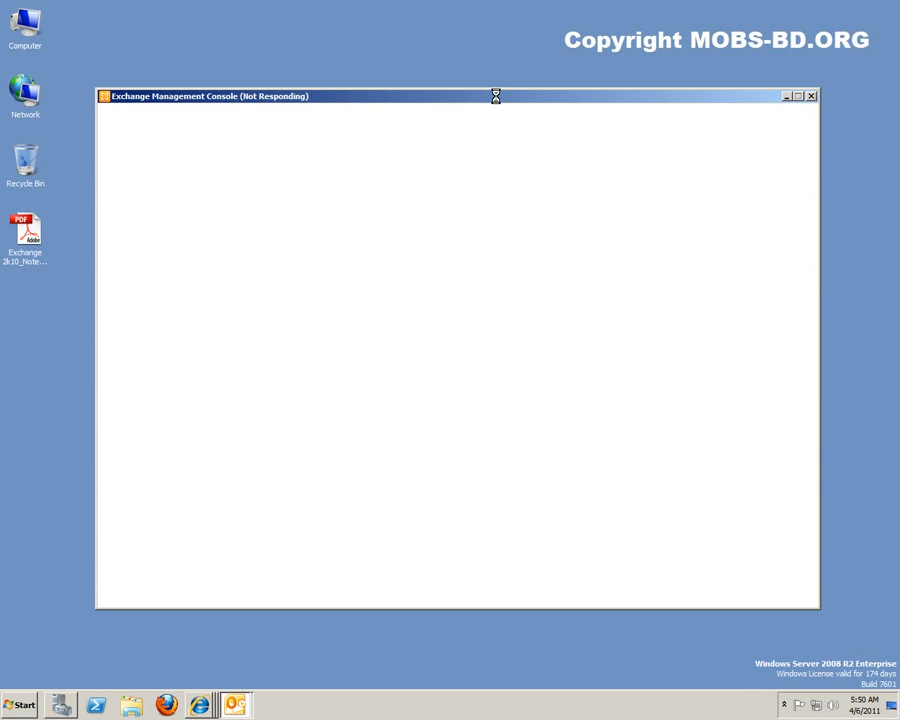 Computer
Copyright MOBS-BD.ORG
Exchange Management Console (Not Responding)
Network
Recycle Bin
PDF
Adobe
Exchange
2k10_Note...
Windows Server 2008 R2 Enterprise
Windows License valid for 174 days
Build 7601
Start
5:50 AM
4/6/2011